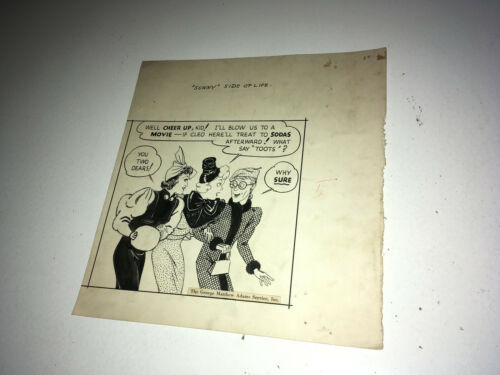 "SUNNY" SIDE OF LIFE.
WELL CHEER UP, KID! I'LL BLOW US TO A
MOVIE — IF CLEO HERE'LL TREAT TO SODAS
AFTERWARD! WHAT
SAY "TOOTS"?
YOU
TWO
DEARS!
WHY
SURE
The George Matthew Adams Service, Inc.